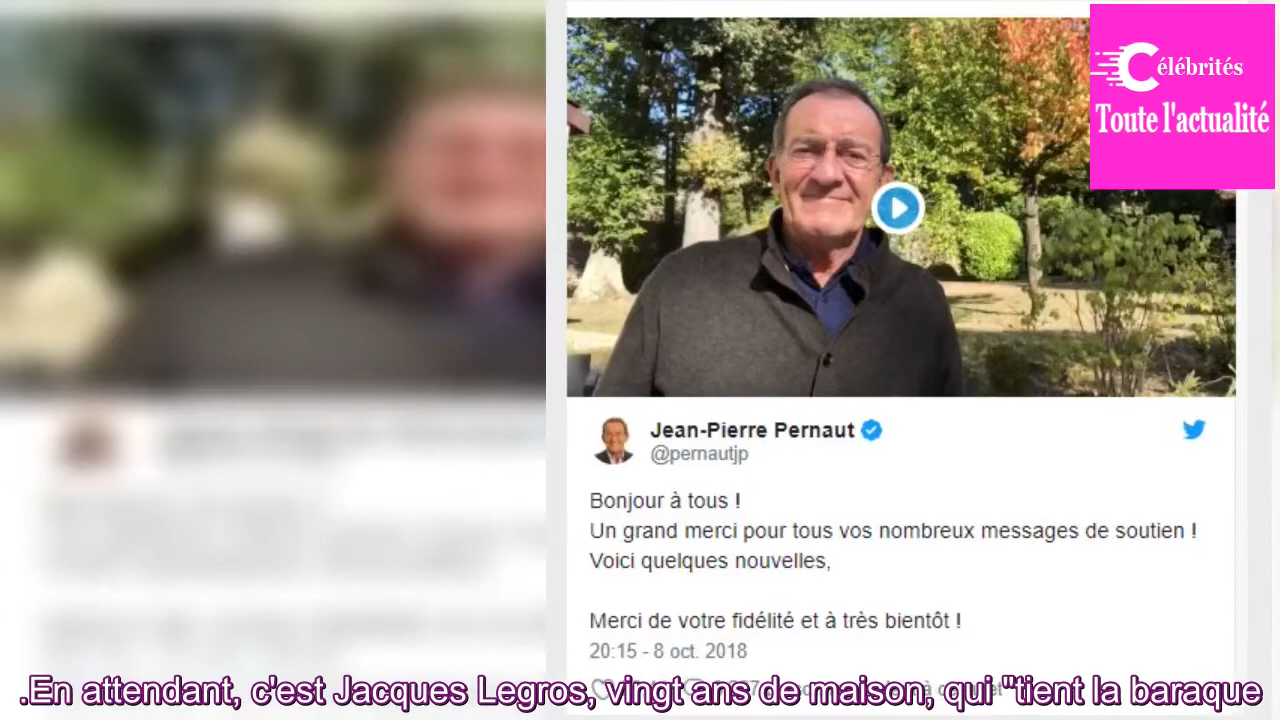 Célébrités
Toute l'actualité
Jean-Pierre Pernaut
@pernautjp
Bonjour à tous !
Un grand merci pour tous vos nombreux messages de soutien !
Voici quelques nouvelles,
Merci de votre fidélité et à très bientôt !
20:15 - 8 oct. 2018
.En attendant, c'est Jacques Legros, vingt ans de maison, qui "tient la baraque